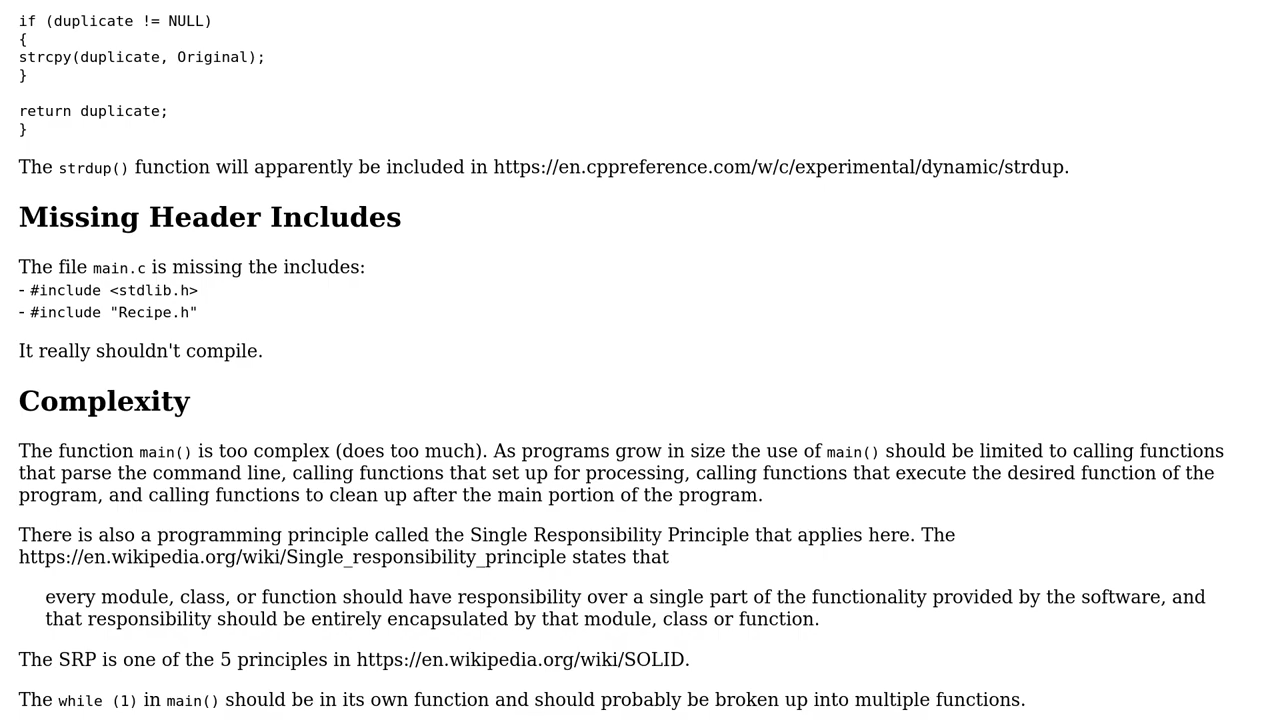 if (duplicate != NULL)
{
strcpy(duplicate, Original);
}
return duplicate;
}
The strdup() function will apparently be included in https://en.cppreference.com/w/c/experimental/dynamic/strdup.
Missing Header Includes
The file main.c is missing the includes:
- #include <stdlib.h>
- #include "Recipe.h"
It really shouldn't compile.
Complexity
The function main() is too complex (does too much). As programs grow in size the use of main() should be limited to calling functions
that parse the command line, calling functions that set up for processing, calling functions that execute the desired function of the
program, and calling functions to clean up after the main portion of the program.
There is also a programming principle called the Single Responsibility Principle that applies here. The
https://en.wikipedia.org/wiki/Single_responsibility_principle states that
every module, class, or function should have responsibility over a single part of the functionality provided by the software, and
that responsibility should be entirely encapsulated by that module, class or function.
The SRP is one of the 5 principles in https://en.wikipedia.org/wiki/SOLID.
The while (1) in main() should be in its own function and should probably be broken up into multiple functions.